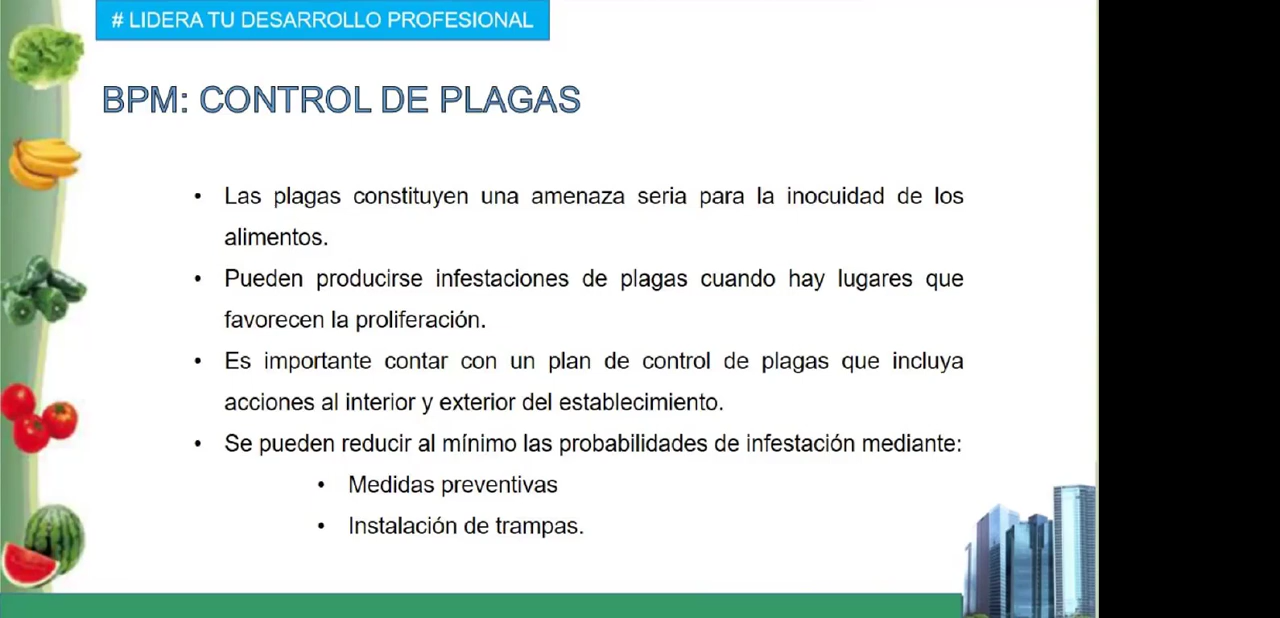 # LIDERA TU DESARROLLO PROFESIONAL
BPM: CONTROL DE PLAGAS
• Las plagas constituyen una amenaza seria para la inocuidad de los
alimentos.
• Pueden producirse infestaciones de plagas cuando hay lugares que
favorecen la proliferación.
• Es importante contar con un plan de control de plagas que incluya
acciones al interior y exterior del establecimiento.
• Se pueden reducir al mínimo las probabilidades de infestación mediante:
• Medidas preventivas
• Instalación de trampas.